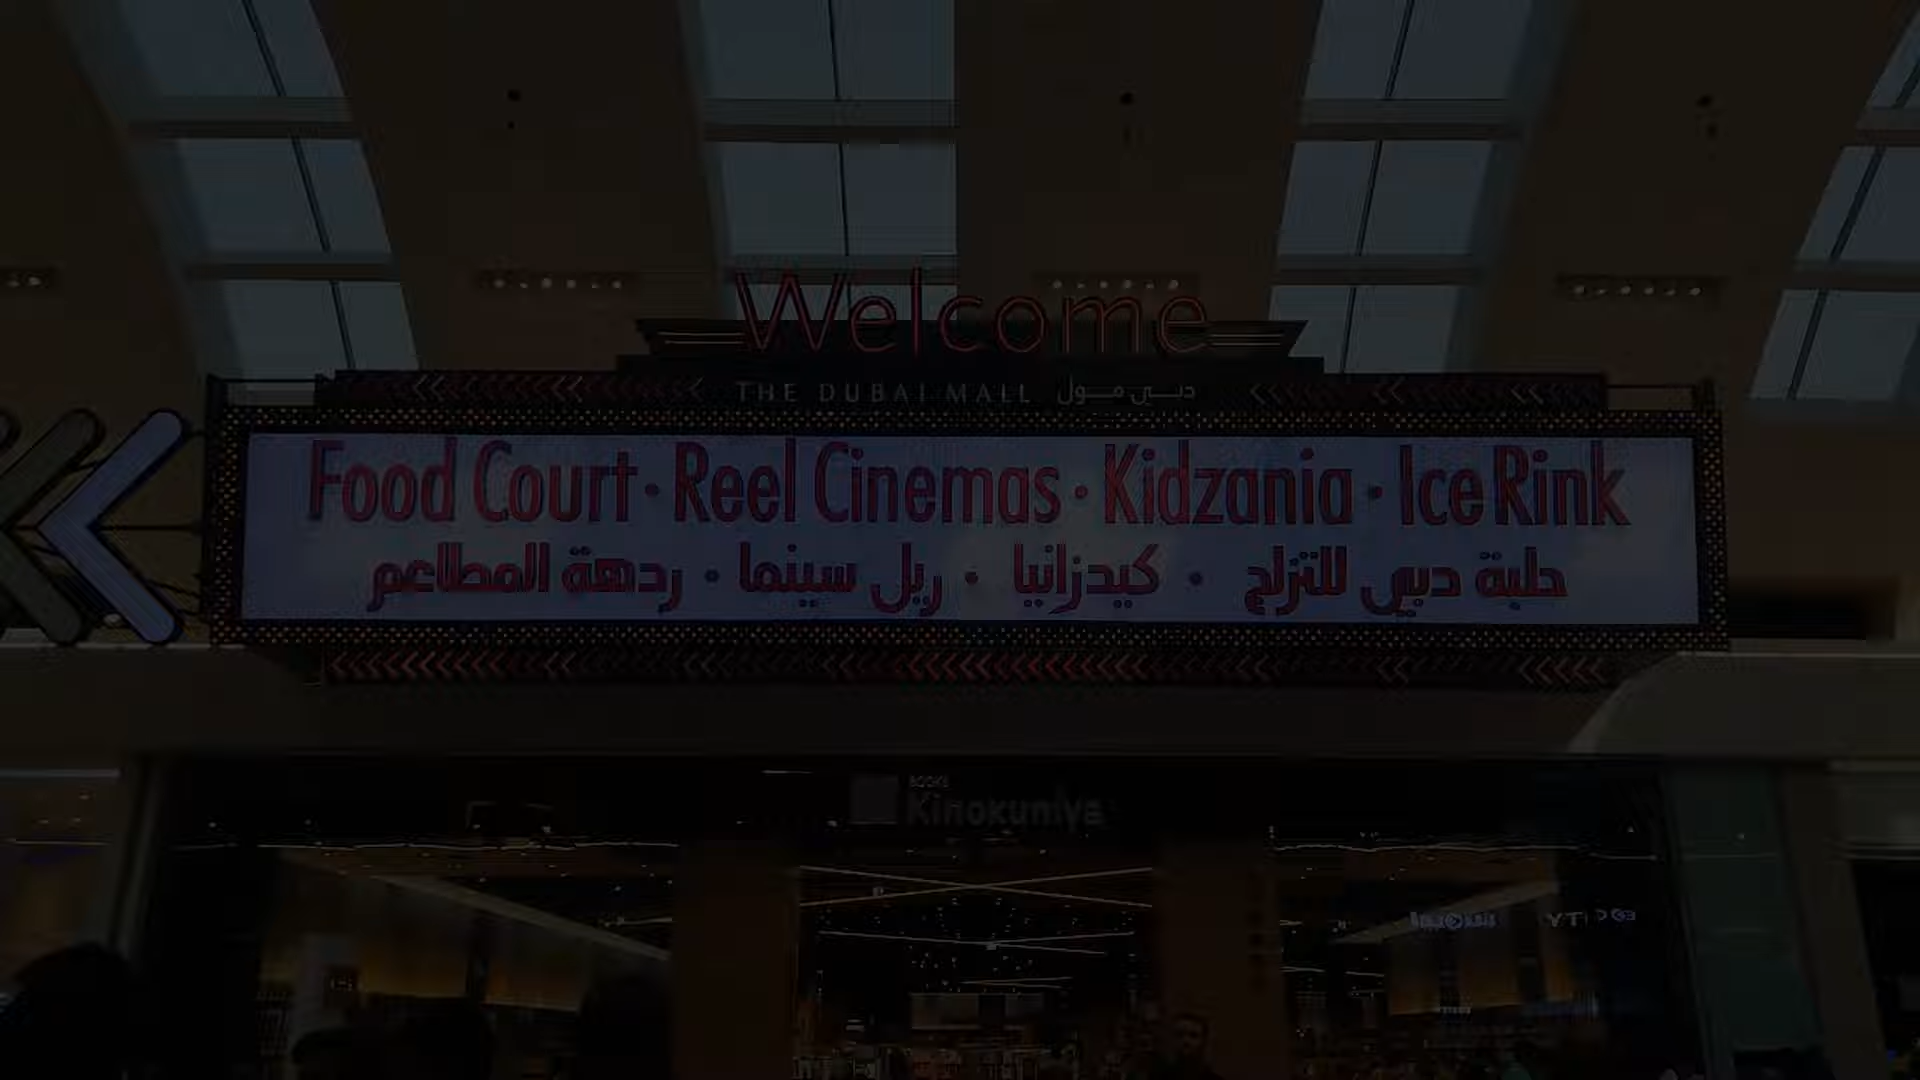 Welcome
THE DUBAI MALL دبي مول
Food Court · Reel Cinemas · Kidzania · Ice Rink
حلبة دبي للتزلج · كيدزانيا · ريل سينما · ردهة المطاعم
BOOKS
Kinokuniya